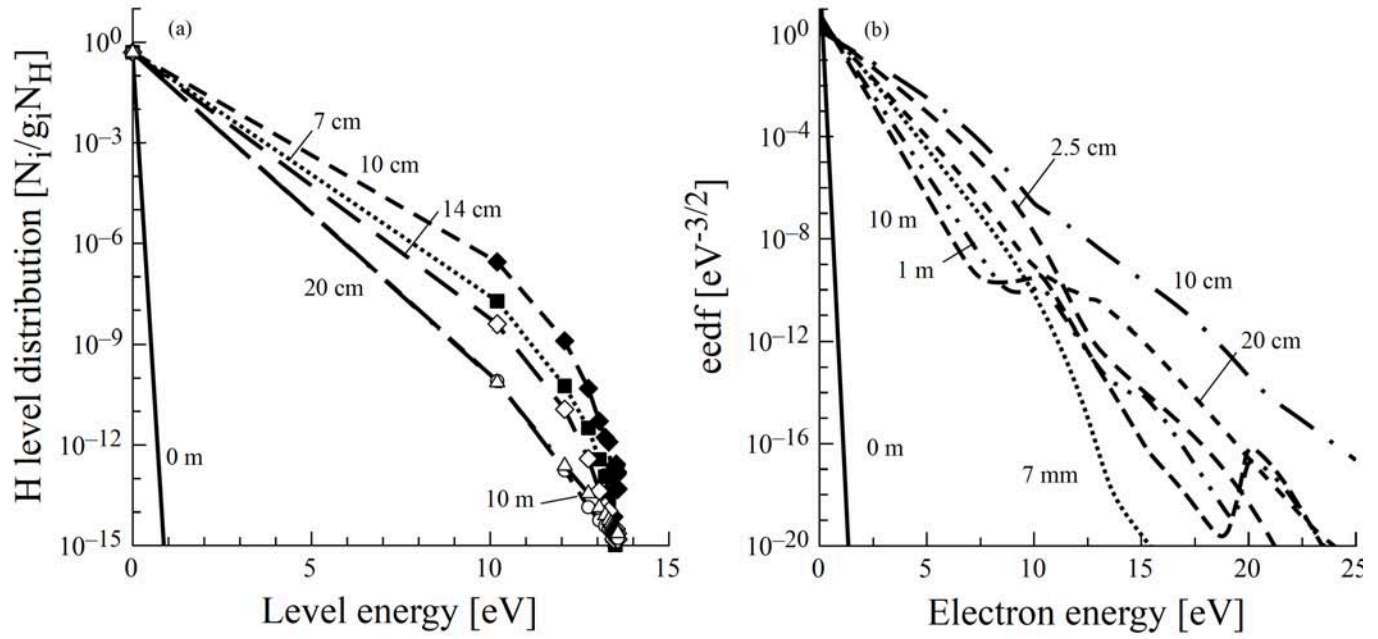 (a)
H level distribution [N_i/g_iN_H]
10^0
10^−3
10^−6
10^−9
10^−12
10^−15
7 cm
10 cm
14 cm
20 cm
0 m
10 m
0 5 10 15
Level energy [eV]
(b)
eedf [eV^-3/2]
10^0
10^−4
10^−8
10^−12
10^−16
10^−20
2.5 cm
10 m
1 m
10 cm
20 cm
7 mm
0 m
0 5 10 15 20 25
Electron energy [eV]